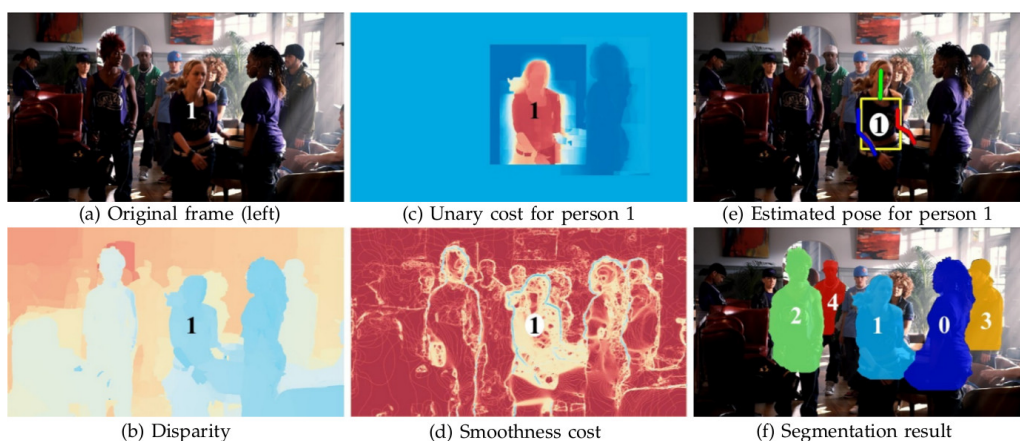 1
1
1
(a) Original frame (left)
(c) Unary cost for person 1
(e) Estimated pose for person 1
1
1
2
4
1
0
3
(b) Disparity
(d) Smoothness cost
(f) Segmentation result